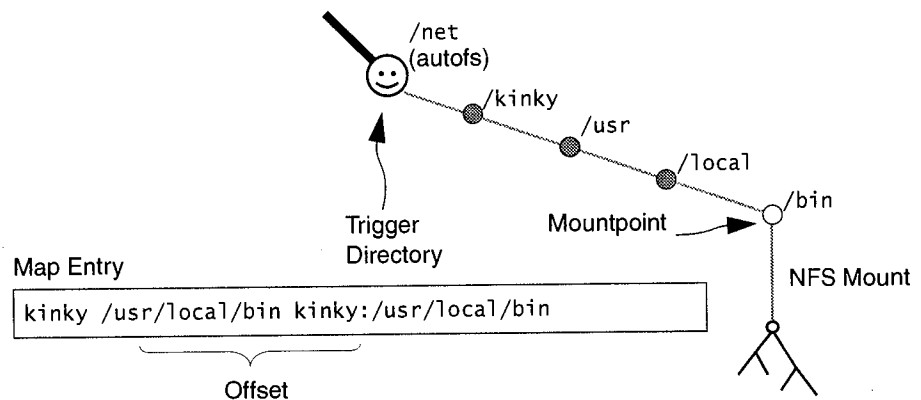 /net
(autofs)
/kinky
/usr
/local
/bin
Trigger
Directory
Mountpoint
NFS Mount
Map Entry
kinky /usr/local/bin kinky:/usr/local/bin
Offset